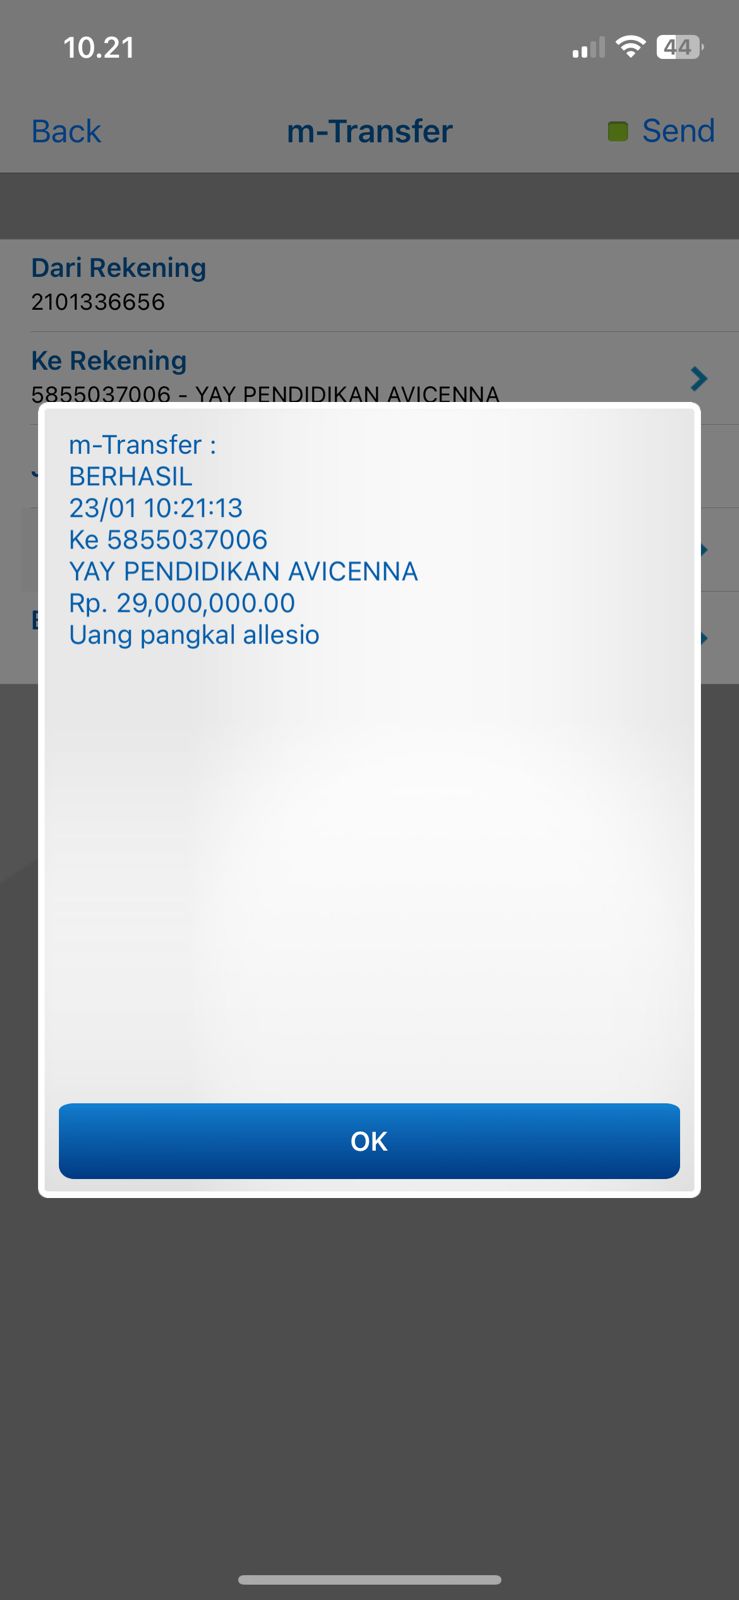 10.21
44
Back
m-Transfer
Send
Dari Rekening
2101336656
Ke Rekening
5855037006 - YAY PENDIDIKAN AVICENNA
m-Transfer :
BERHASIL
23/01 10:21:13
Ke 5855037006
YAY PENDIDIKAN AVICENNA
Rp. 29,000,000.00
Uang pangkal allesio
OK